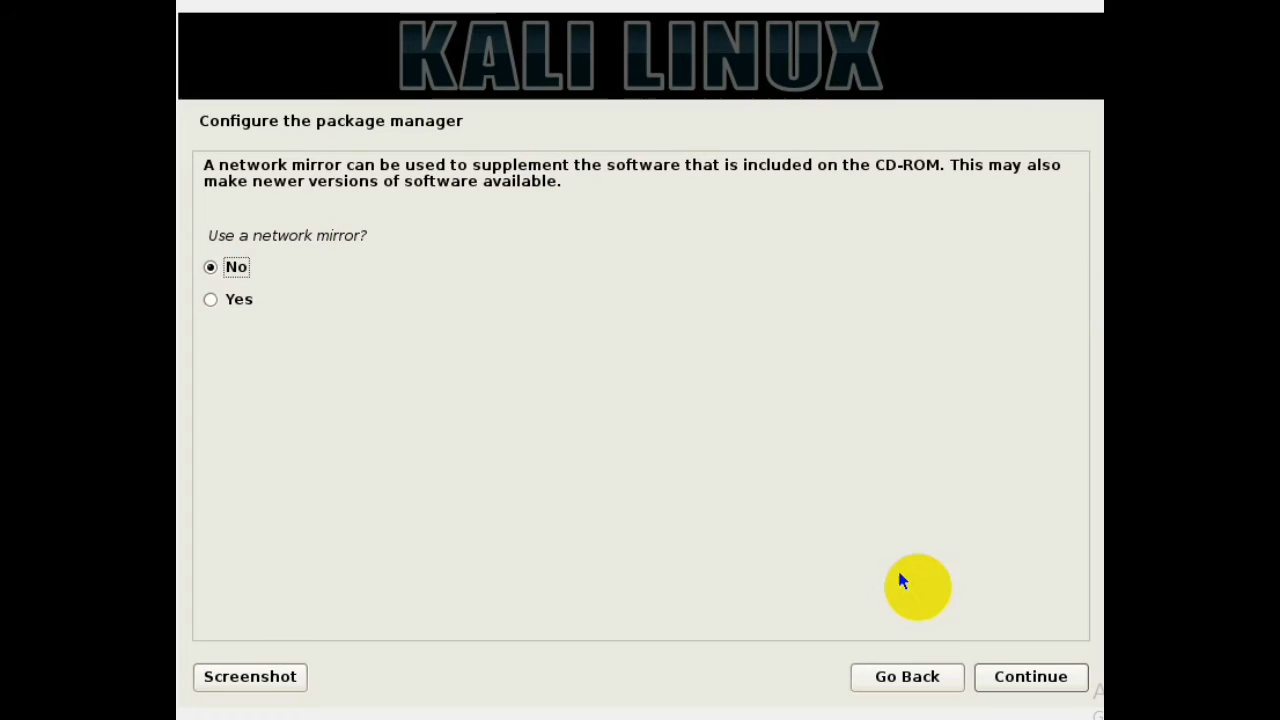 KALI LINUX
Configure the package manager
A network mirror can be used to supplement the software that is included on the CD-ROM. This may also
make newer versions of software available.
Use a network mirror?
No
Yes
Screenshot
Go Back
Continue